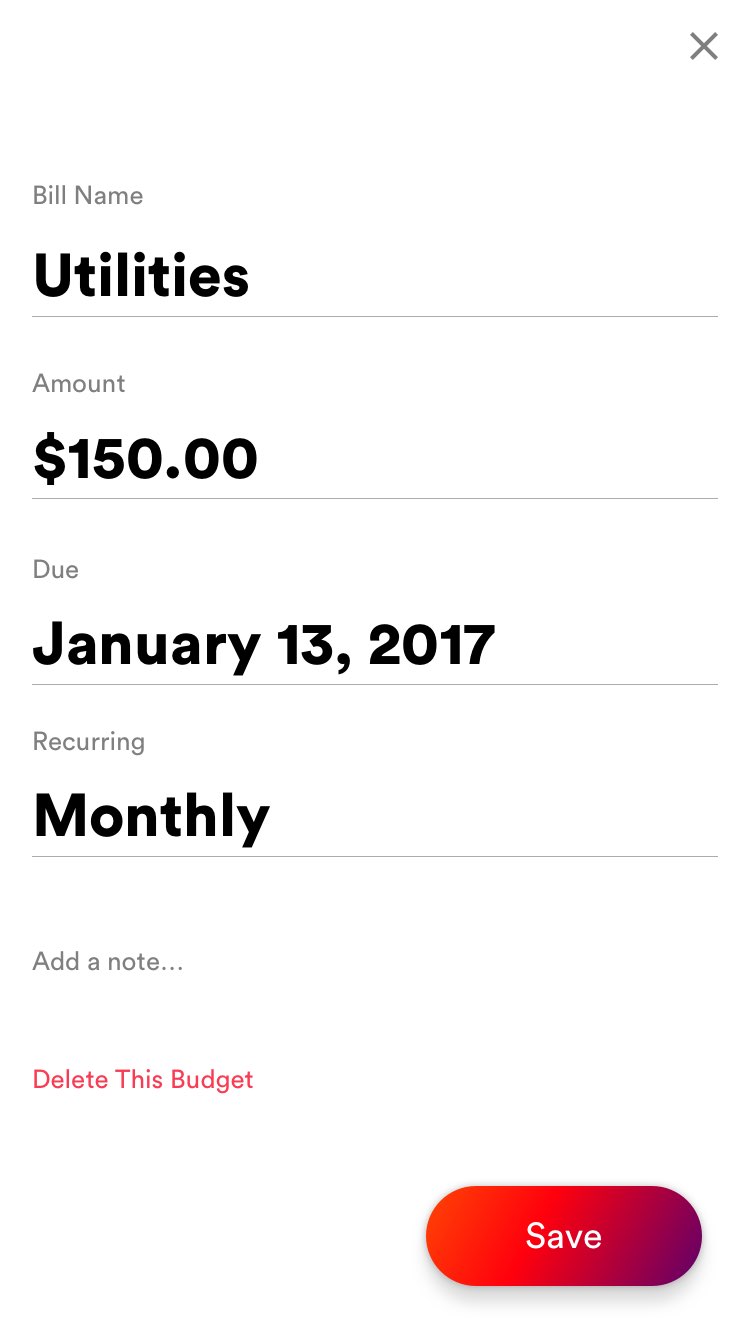 Bill Name
Utilities
Amount
$150.00
Due
January 13, 2017
Recurring
Monthly
Add a note...
Delete This Budget
Save